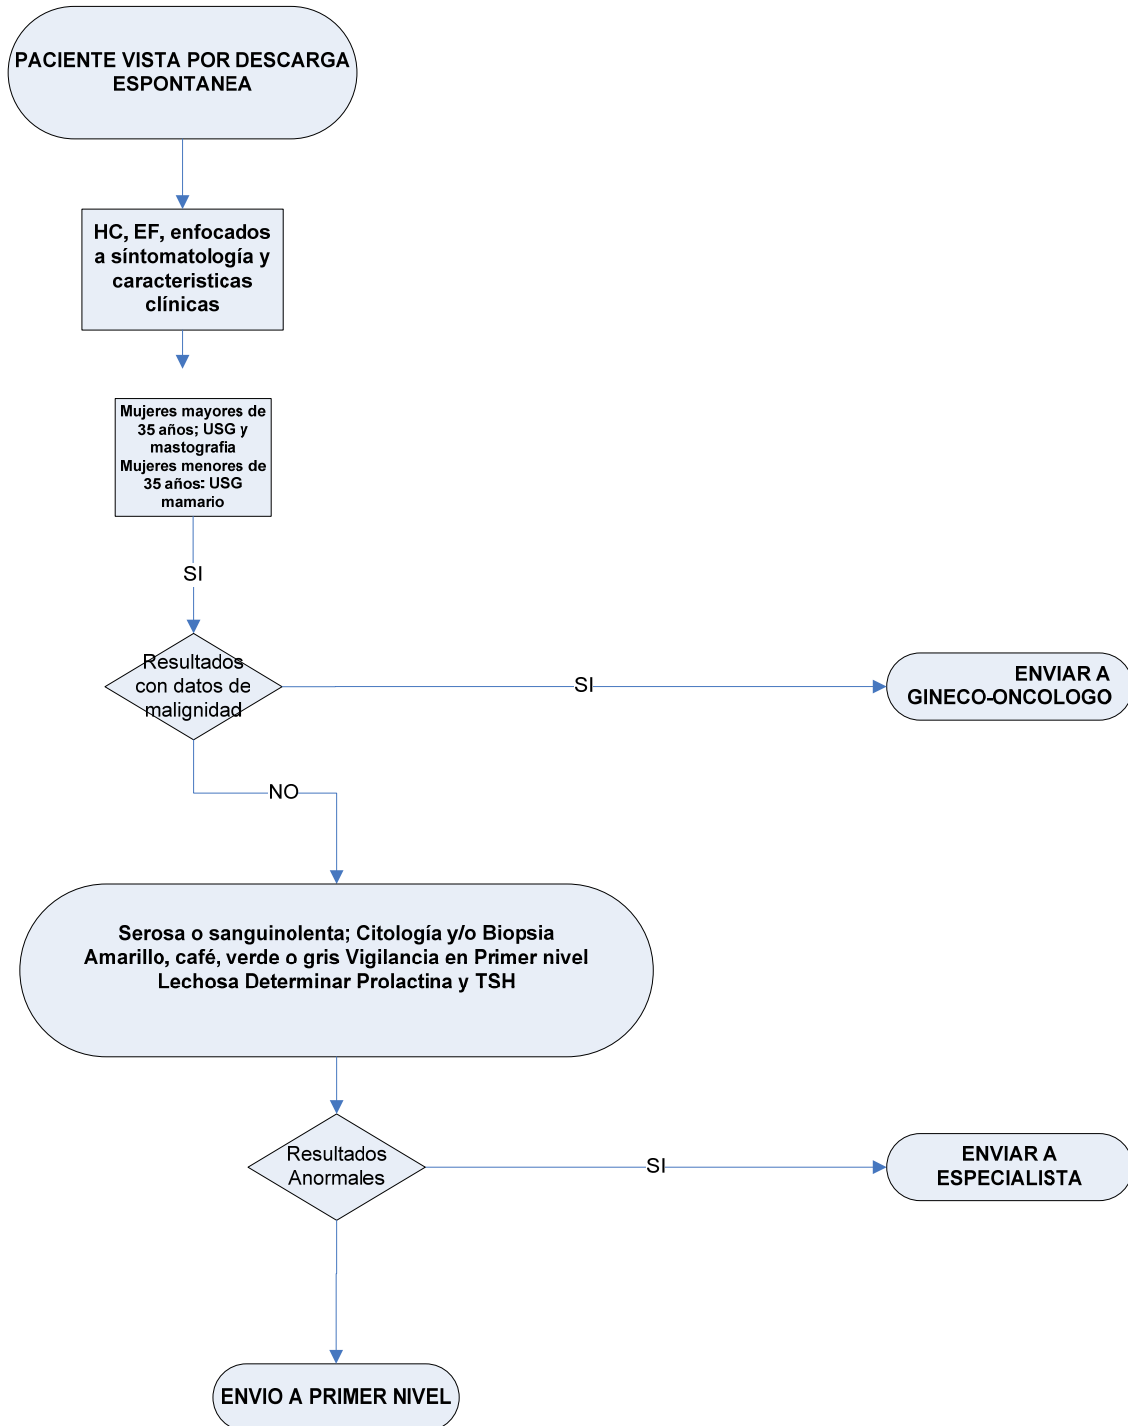 PACIENTE VISTA POR DESCARGA
ESPONTANEA
HC, EF, enfocados
a síntomatología y
caracteristicas
clínicas
Mujeres mayores de
35 años; USG y
mastografia
Mujeres menores de
35 años: USG
mamario
SI
Resultados
con datos de
malignidad
SI
ENVIAR A
GINECO-ONCOLOGO
NO
Serosa o sanguinolenta; Citología y/o Biopsia
Amarillo, café, verde o gris Vigilancia en Primer nivel
Lechosa Determinar Prolactina y TSH
Resultados
Anormales
SI
ENVIAR A
ESPECIALISTA
ENVIO A PRIMER NIVEL